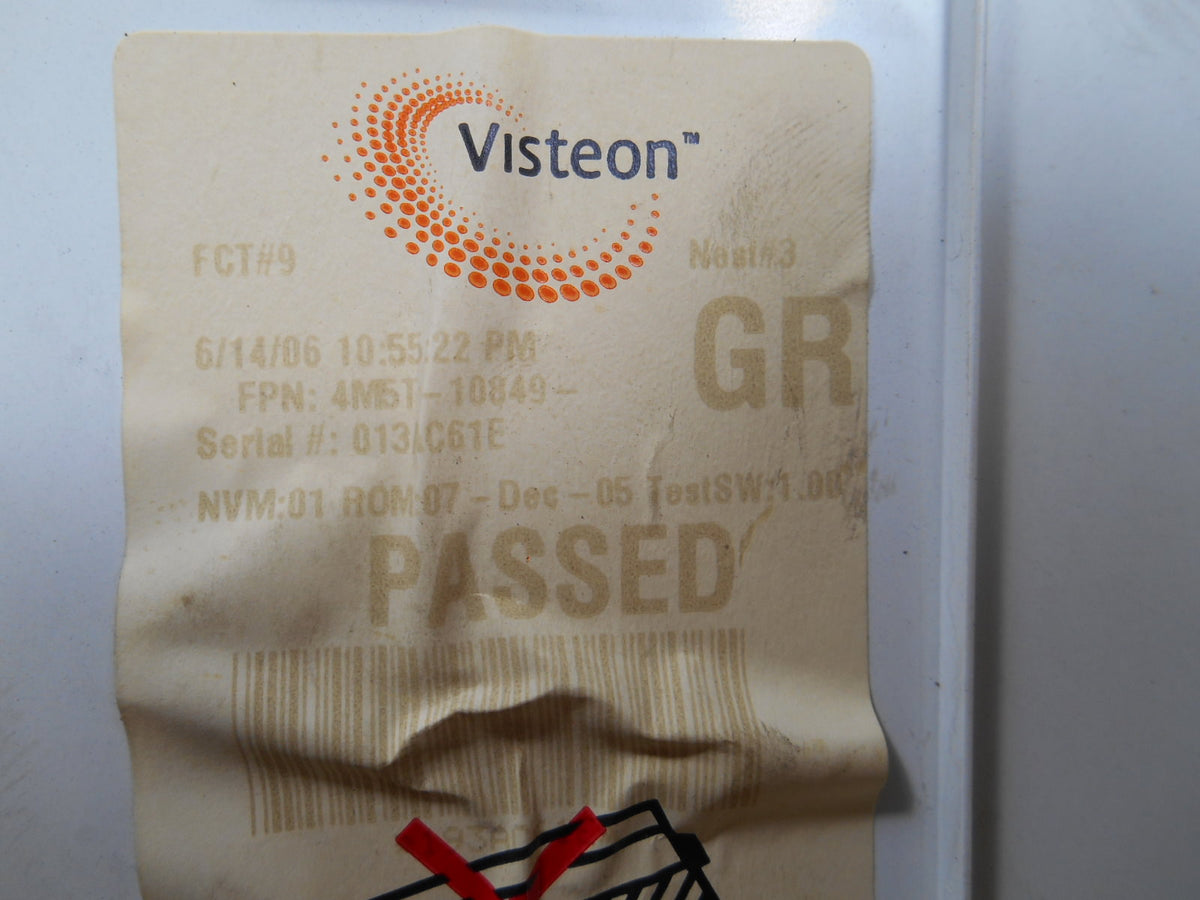 Visteon™
FCT#9 Nest#3
GR
6/14/06 10:55:22 PM
FPN: 4M5T-10849-
Serial #: 013AC61E
NVM:01 ROM:07-Dec-05 TestSW:1.00
PASSED